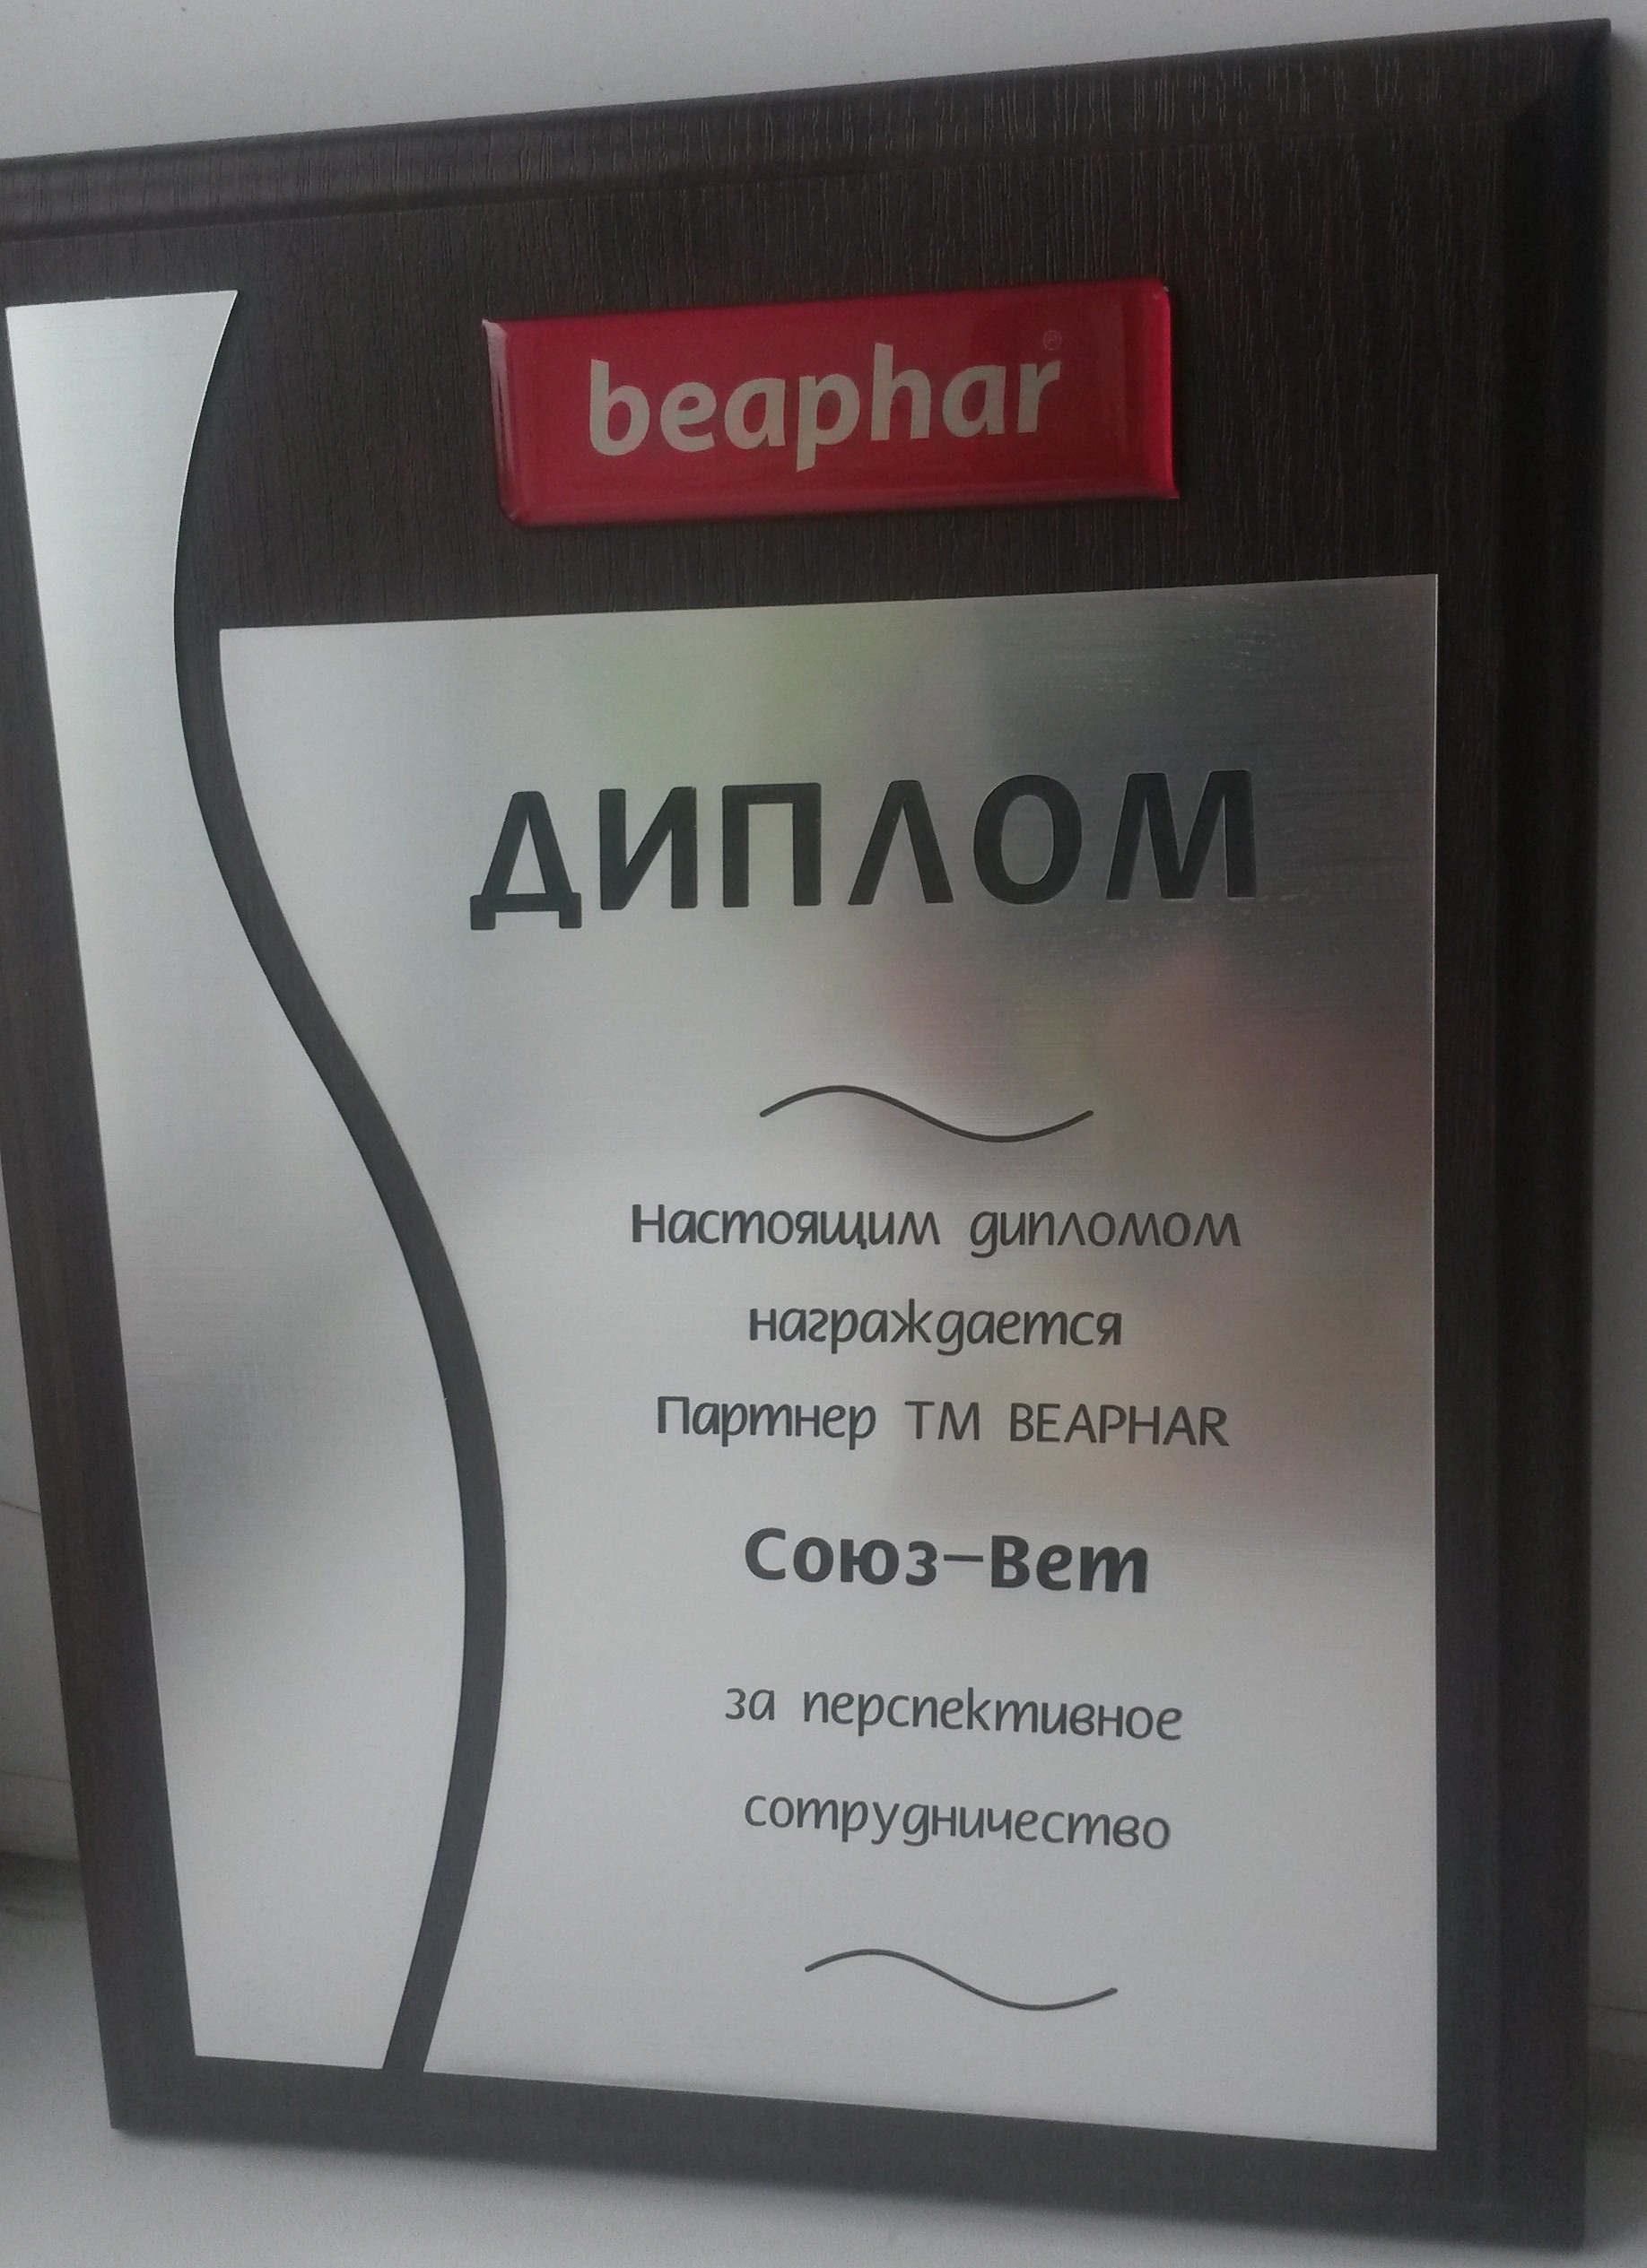 beaphar®
ДИПЛОМ
Настоящим дипломом
награждается
Партнер ТМ BEAPHAR
Союз-Вет
за перспективное
сотрудничество